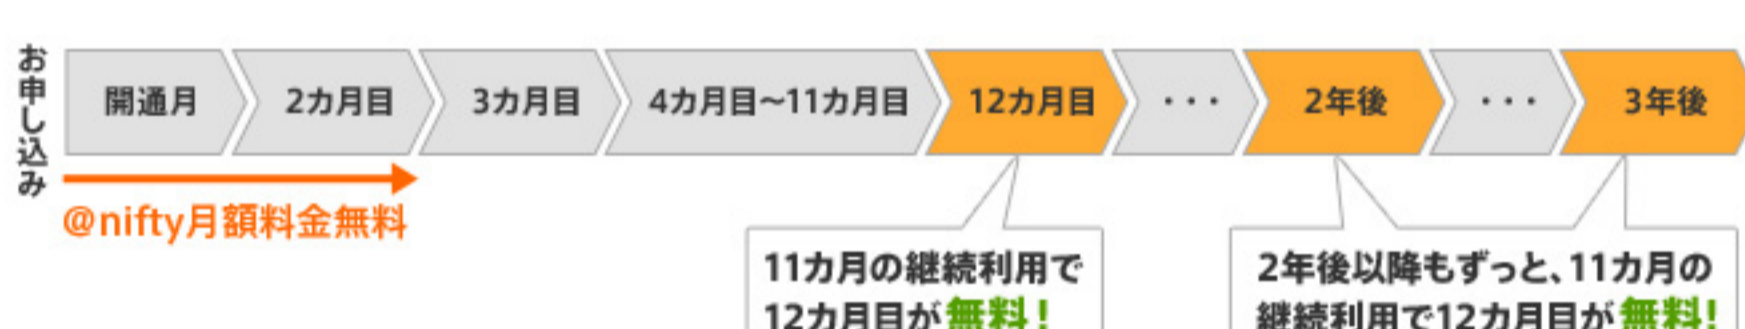 お申し込み
開通月
2カ月目
3カ月目
4カ月目～11カ月目
12カ月目
・・・
2年後
・・・
3年後
@nifty月額料金無料
11カ月の継続利用で
12カ月目が無料！
2年後以降もずっと、11カ月の
継続利用で12カ月目が無料！